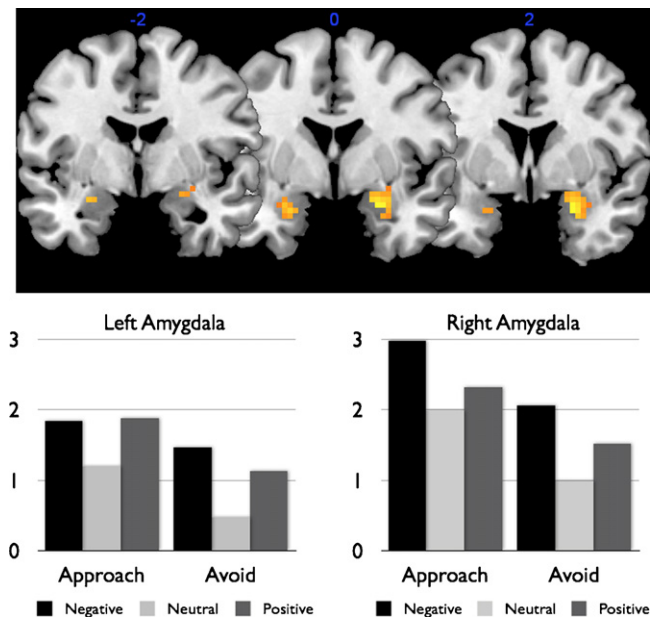 -2 0 2
Left Amygdala Right Amygdala
3 3
2 2
1 1
0 0
Approach Avoid Approach Avoid
Negative Neutral Positive Negative Neutral Positive